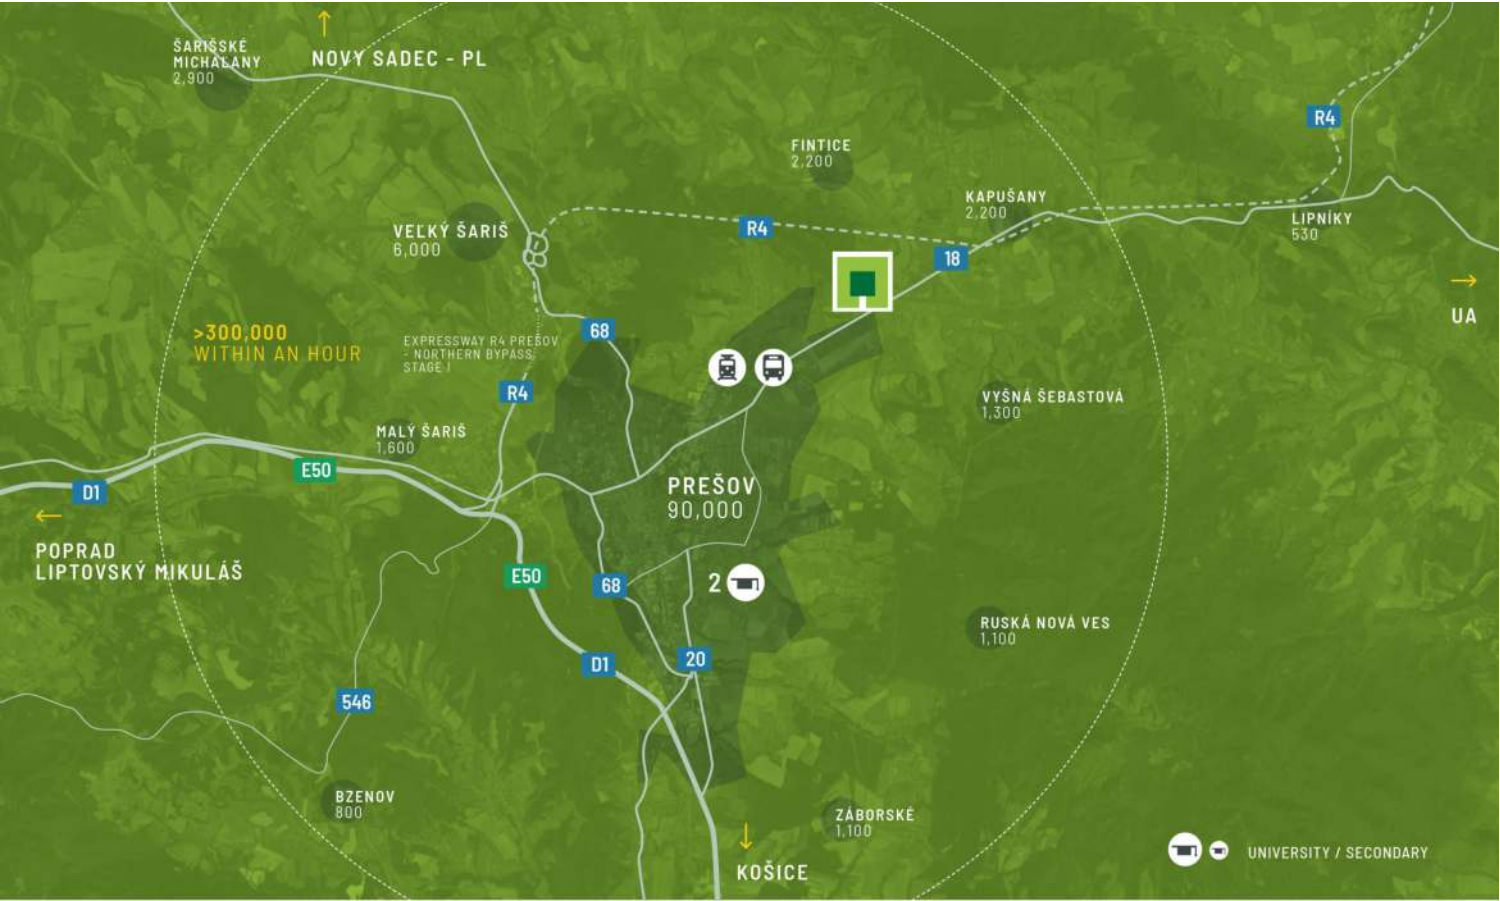 ŠARIŠSKÉ
MICHAĽANY
2,900
NOVY SADEC - PL
R4
FINTICE
2,200
KAPUŠANY
2,200
LIPNÍKY
530
VEĽKÝ ŠARIŠ
6,000
R4
18
UA
>300,000
WITHIN AN HOUR
EXPRESSWAY R4 PREŠOV
- NORTHERN BYPASS,
STAGE I
68
R4
VYŠNÁ ŠEBASTOVÁ
1,300
MALÝ ŠARIŠ
1,600
E50
D1
PREŠOV
90,000
POPRAD
LIPTOVSKÝ MIKULÁŠ
E50
68
2
RUSKÁ NOVÁ VES
1,100
D1
20
546
BZENOV
800
ZÁBORSKÉ
1,100
KOŠICE
UNIVERSITY / SECONDARY